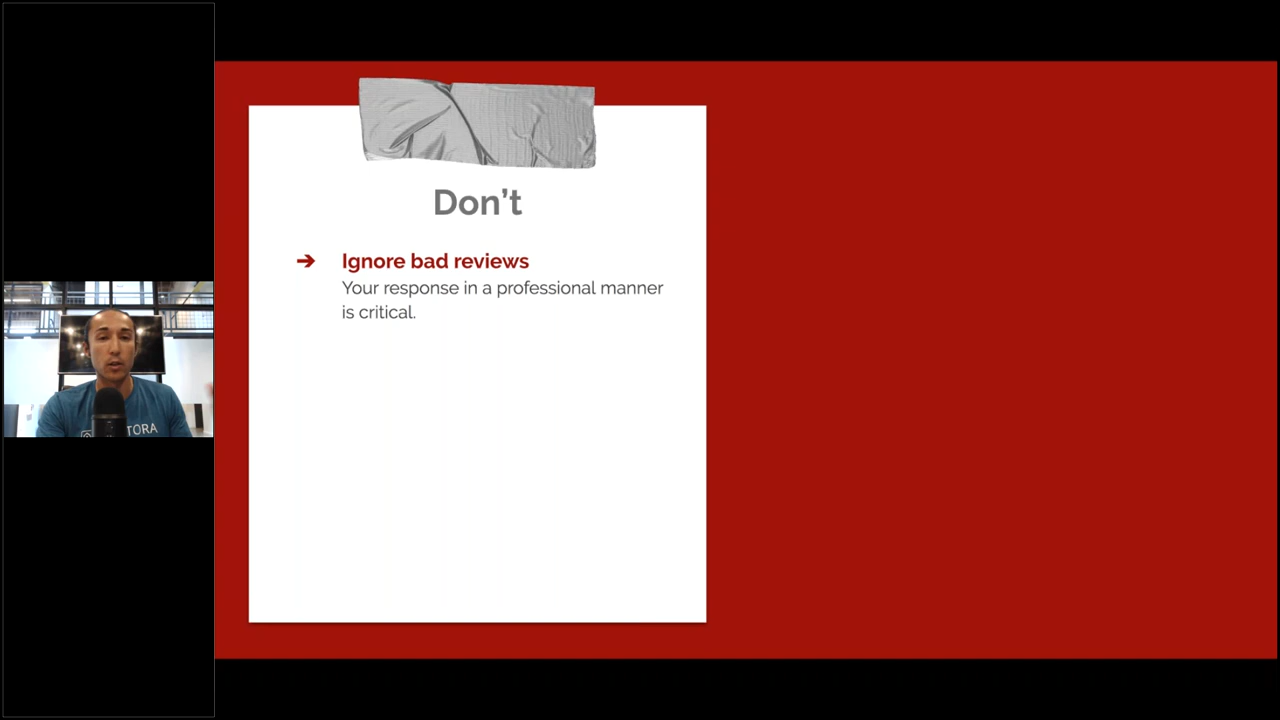 Don’t
➔ Ignore bad reviews
Your response in a professional manner
is critical.
TORA